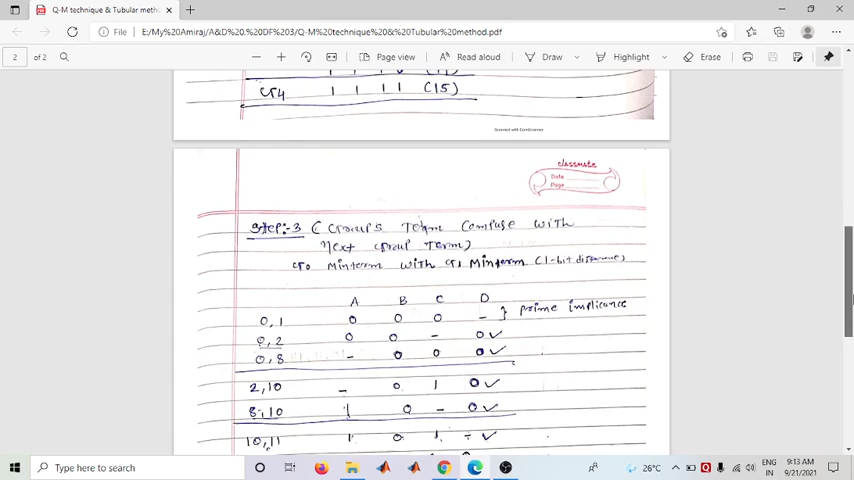 Q-M technique & Tubular metho
File | E:/My%20Amiraj/A&D%20%20DF%203/Q-M%20technique%20&%20Tubular%20method.pdf
2 of 2 Page view Read aloud Draw Highlight Erase
G4 1 1 1 1 (15)
Scanned with CamScanner
classmate
Date
Page
Step:-3 ( Group's Term Compare with
Next Group Term)
G0 Minterm with G1 Minterm (1-bit difference)
A B C D
0,1 0 0 0 - } prime implicance
0,2 0 0 - 0✓
0,8 - 0 0 0✓
2,10 - 0 1 0✓
8,10 1 0 - 0✓
10,11 1 0 1 - ✓
Type here to search
26°C
ENG
IN
9:13 AM
9/21/2021